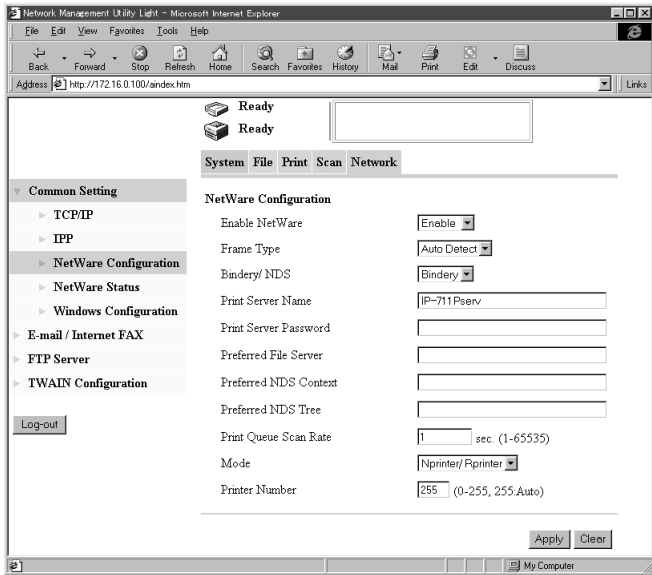 Network Management Utility Light - Microsoft Internet Explorer
File Edit View Favorites Tools Help
Back Forward Stop Refresh Home Search Favorites History Mail Print Edit Discuss
Address http://172.16.0.100/aindex.htm Links
Ready
Ready
System File Print Scan Network
Common Setting
TCP/IP
IPP
NetWare Configuration
NetWare Status
Windows Configuration
E-mail / Internet FAX
FTP Server
TWAIN Configuration
Log-out
NetWare Configuration
Enable NetWare Enable
Frame Type Auto Detect
Bindery/ NDS Bindery
Print Server Name IP-711Pserv
Print Server Password
Preferred File Server
Preferred NDS Context
Preferred NDS Tree
Print Queue Scan Rate 1 sec. (1-65535)
Mode Nprinter/ Rprinter
Printer Number 255 (0-255, 255:Auto)
Apply Clear
My Computer